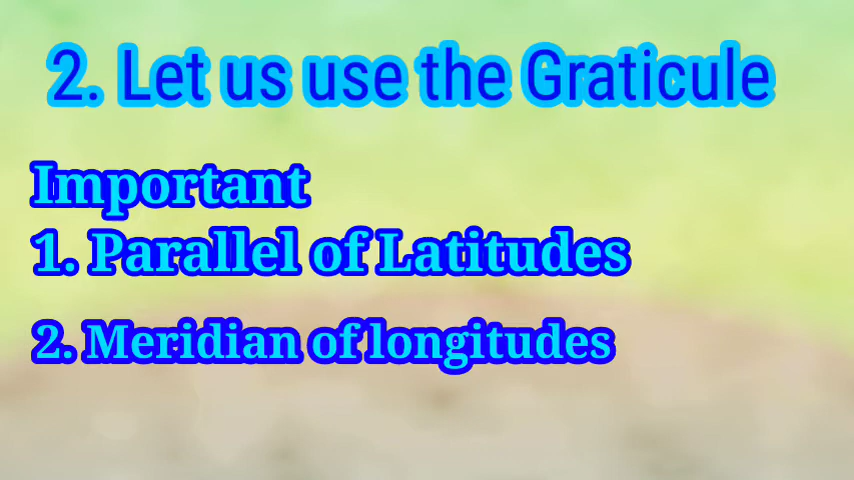 2. Let us use the Graticule
Important
1. Parallel of Latitudes
2. Meridian of longitudes